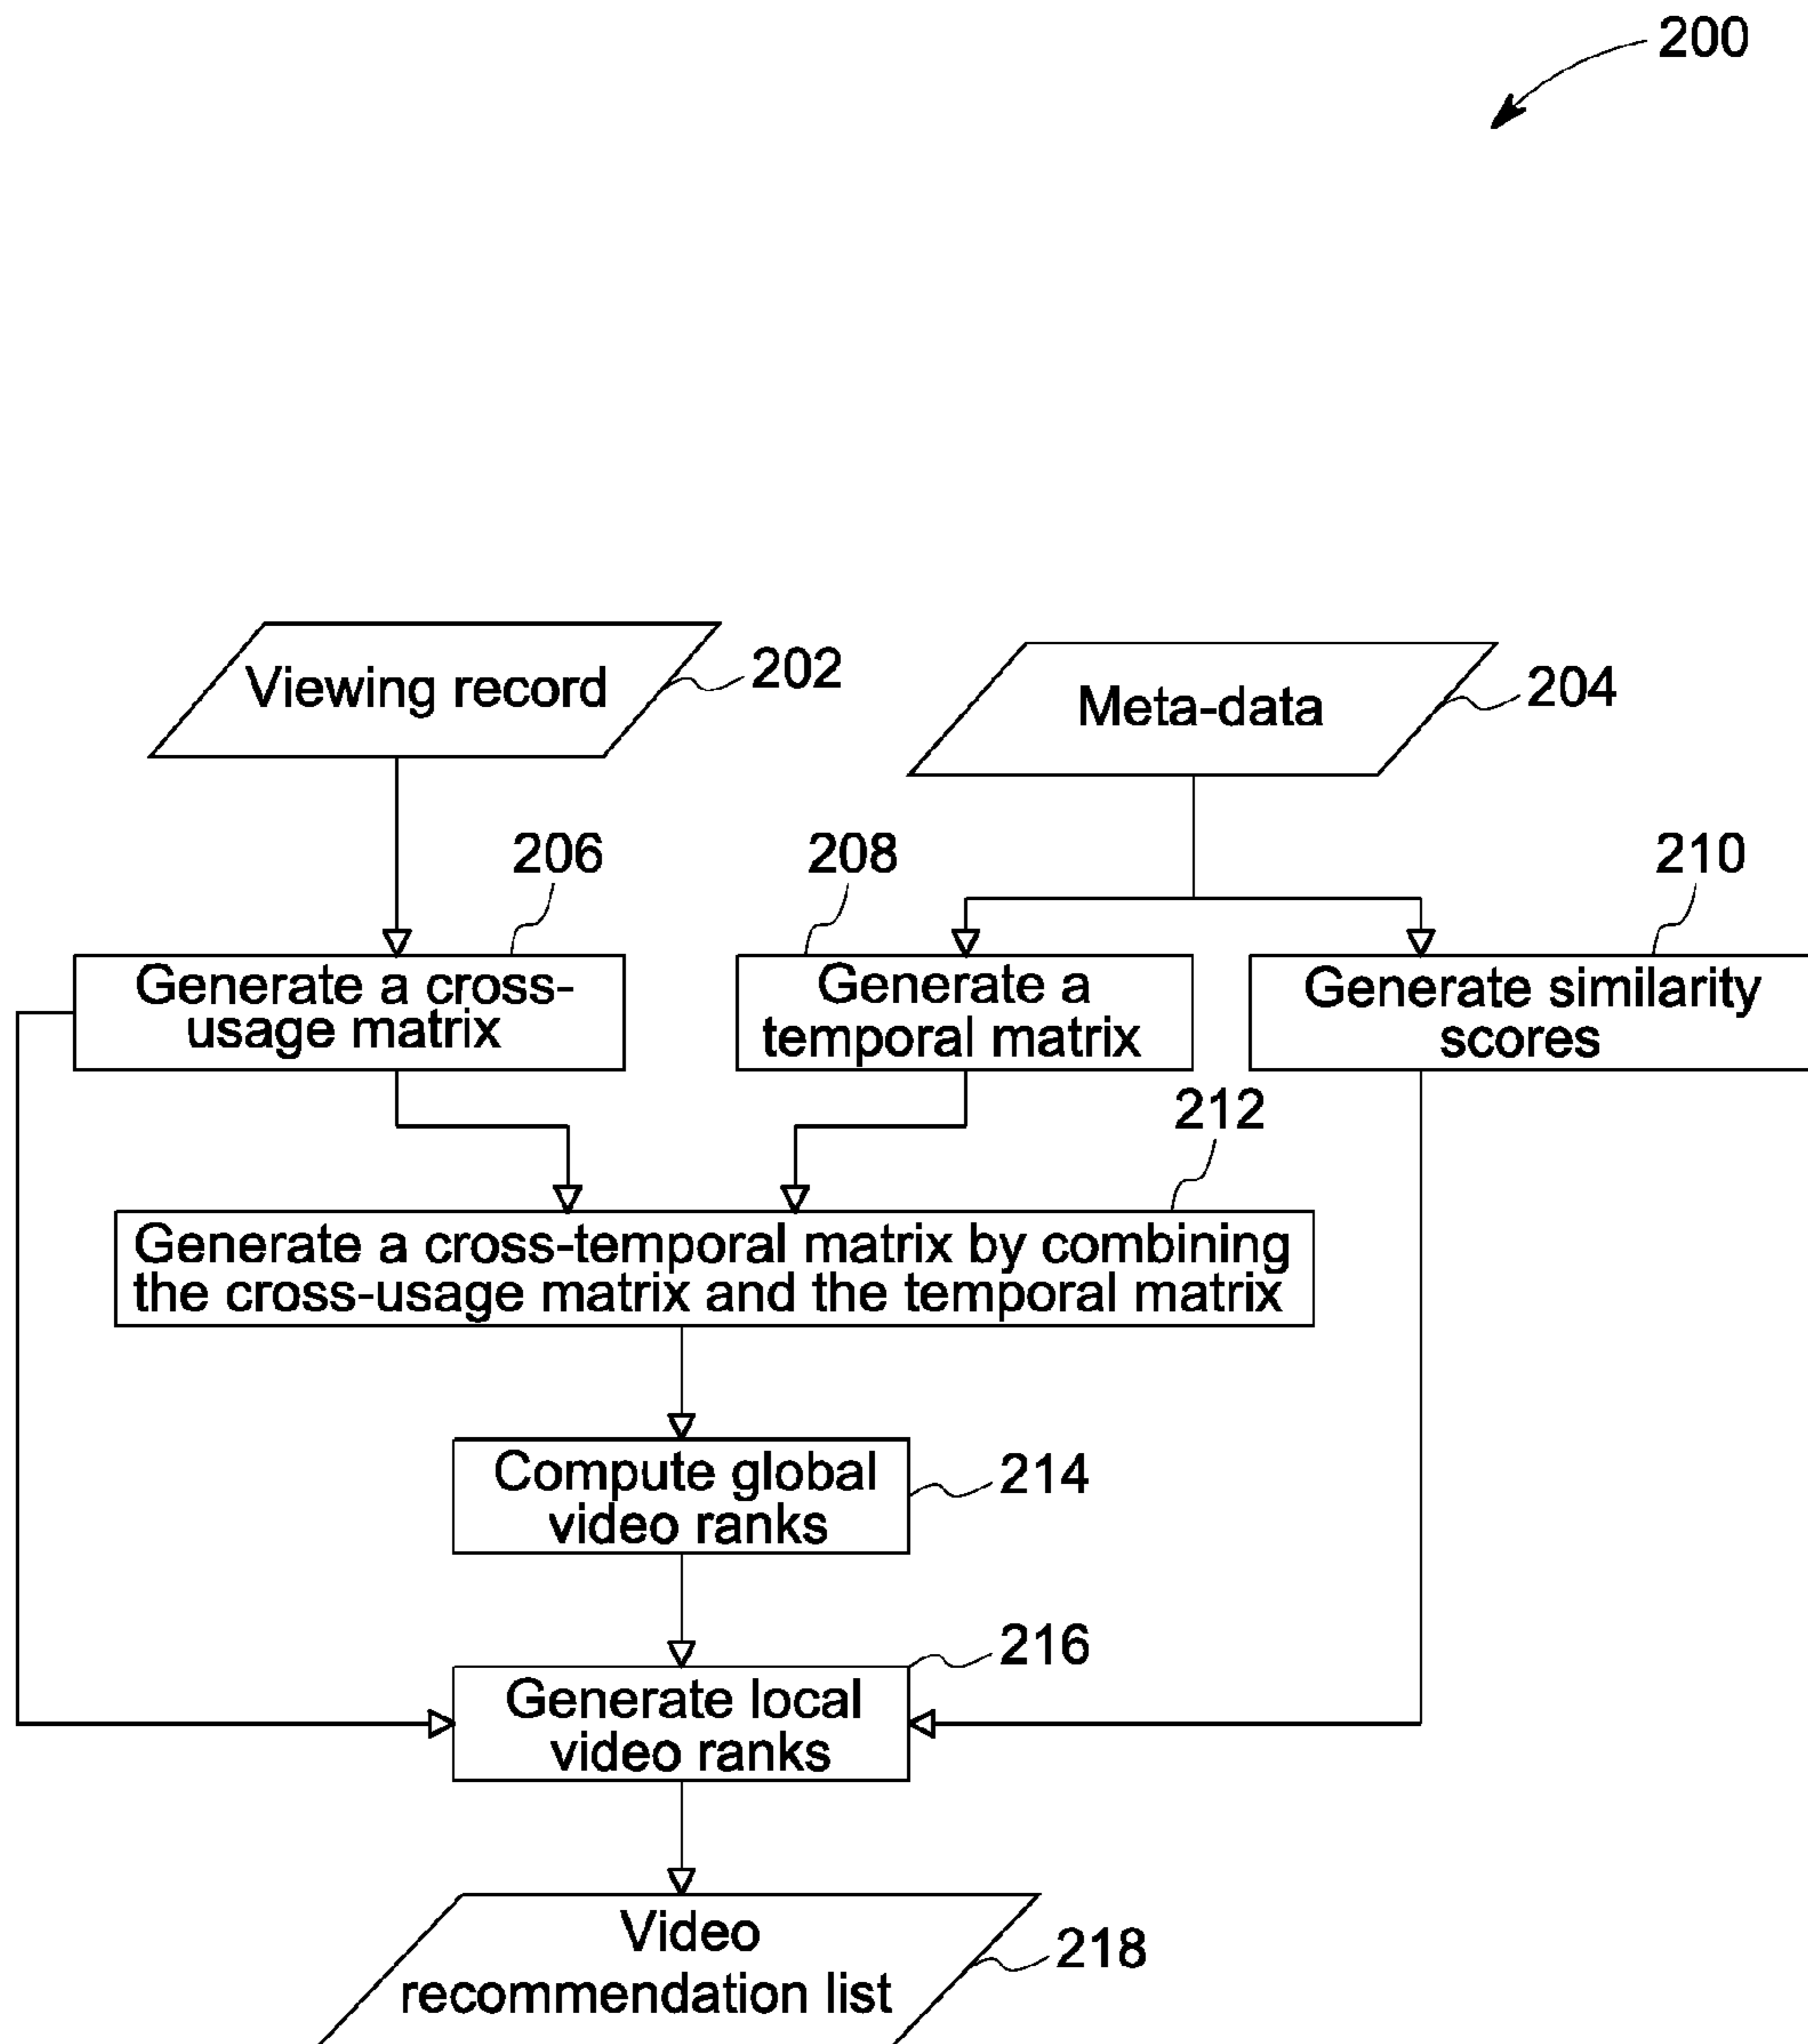 200
Viewing record
202
Meta-data
204
206
208
210
Generate a cross-
usage matrix
Generate a
temporal matrix
Generate similarity
scores
212
Generate a cross-temporal matrix by combining
the cross-usage matrix and the temporal matrix
Compute global
video ranks
214
216
Generate local
video ranks
Video
recommendation list
218